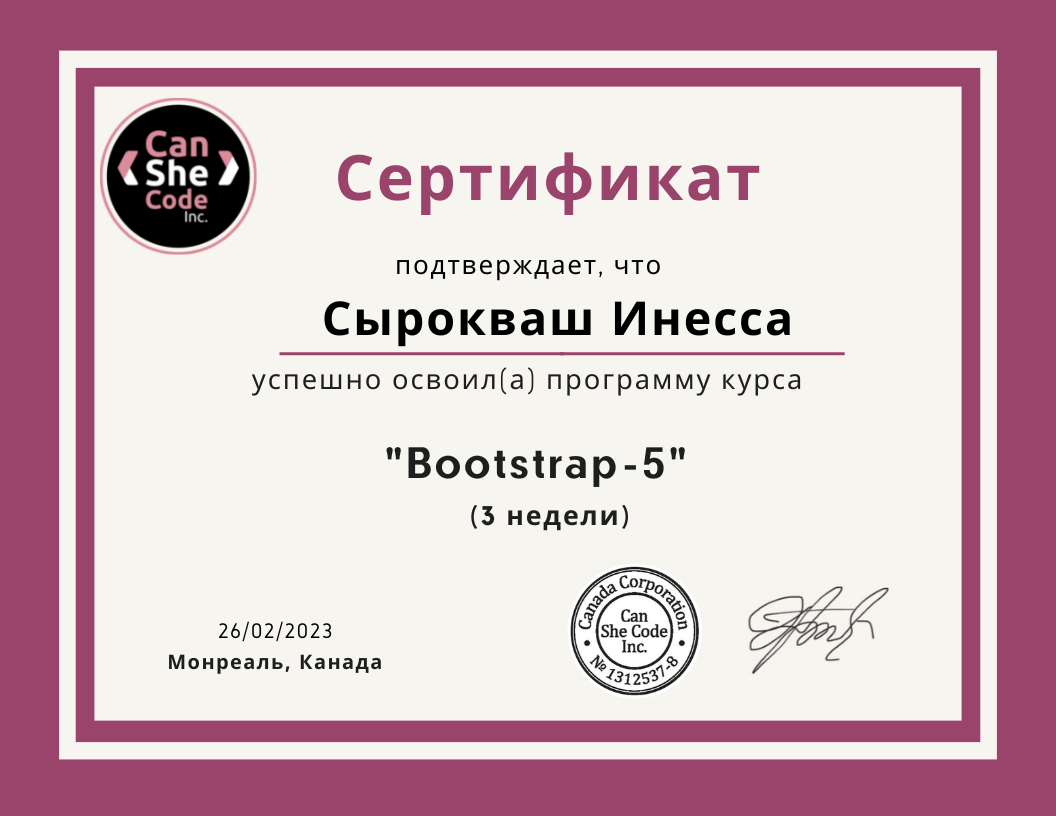 Can
She
Code
Inc.
Сертификат
подтверждает, что
Сырокваш Инесса
успешно освоил(а) программу курса
"Bootstrap-5"
(3 недели)
26/02/2023
Монреаль, Канада
Canada Corporation
Can
She Code
Inc.
№ 1312537-8